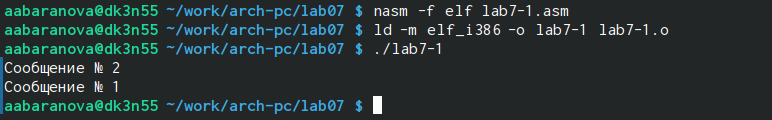 aabaranova@dk3n55 ~/work/arch-pc/lab07 $ nasm -f elf lab7-1.asm
aabaranova@dk3n55 ~/work/arch-pc/lab07 $ ld -m elf_i386 -o lab7-1 lab7-1.o
aabaranova@dk3n55 ~/work/arch-pc/lab07 $ ./lab7-1
Сообщение № 2
Сообщение № 1
aabaranova@dk3n55 ~/work/arch-pc/lab07 $